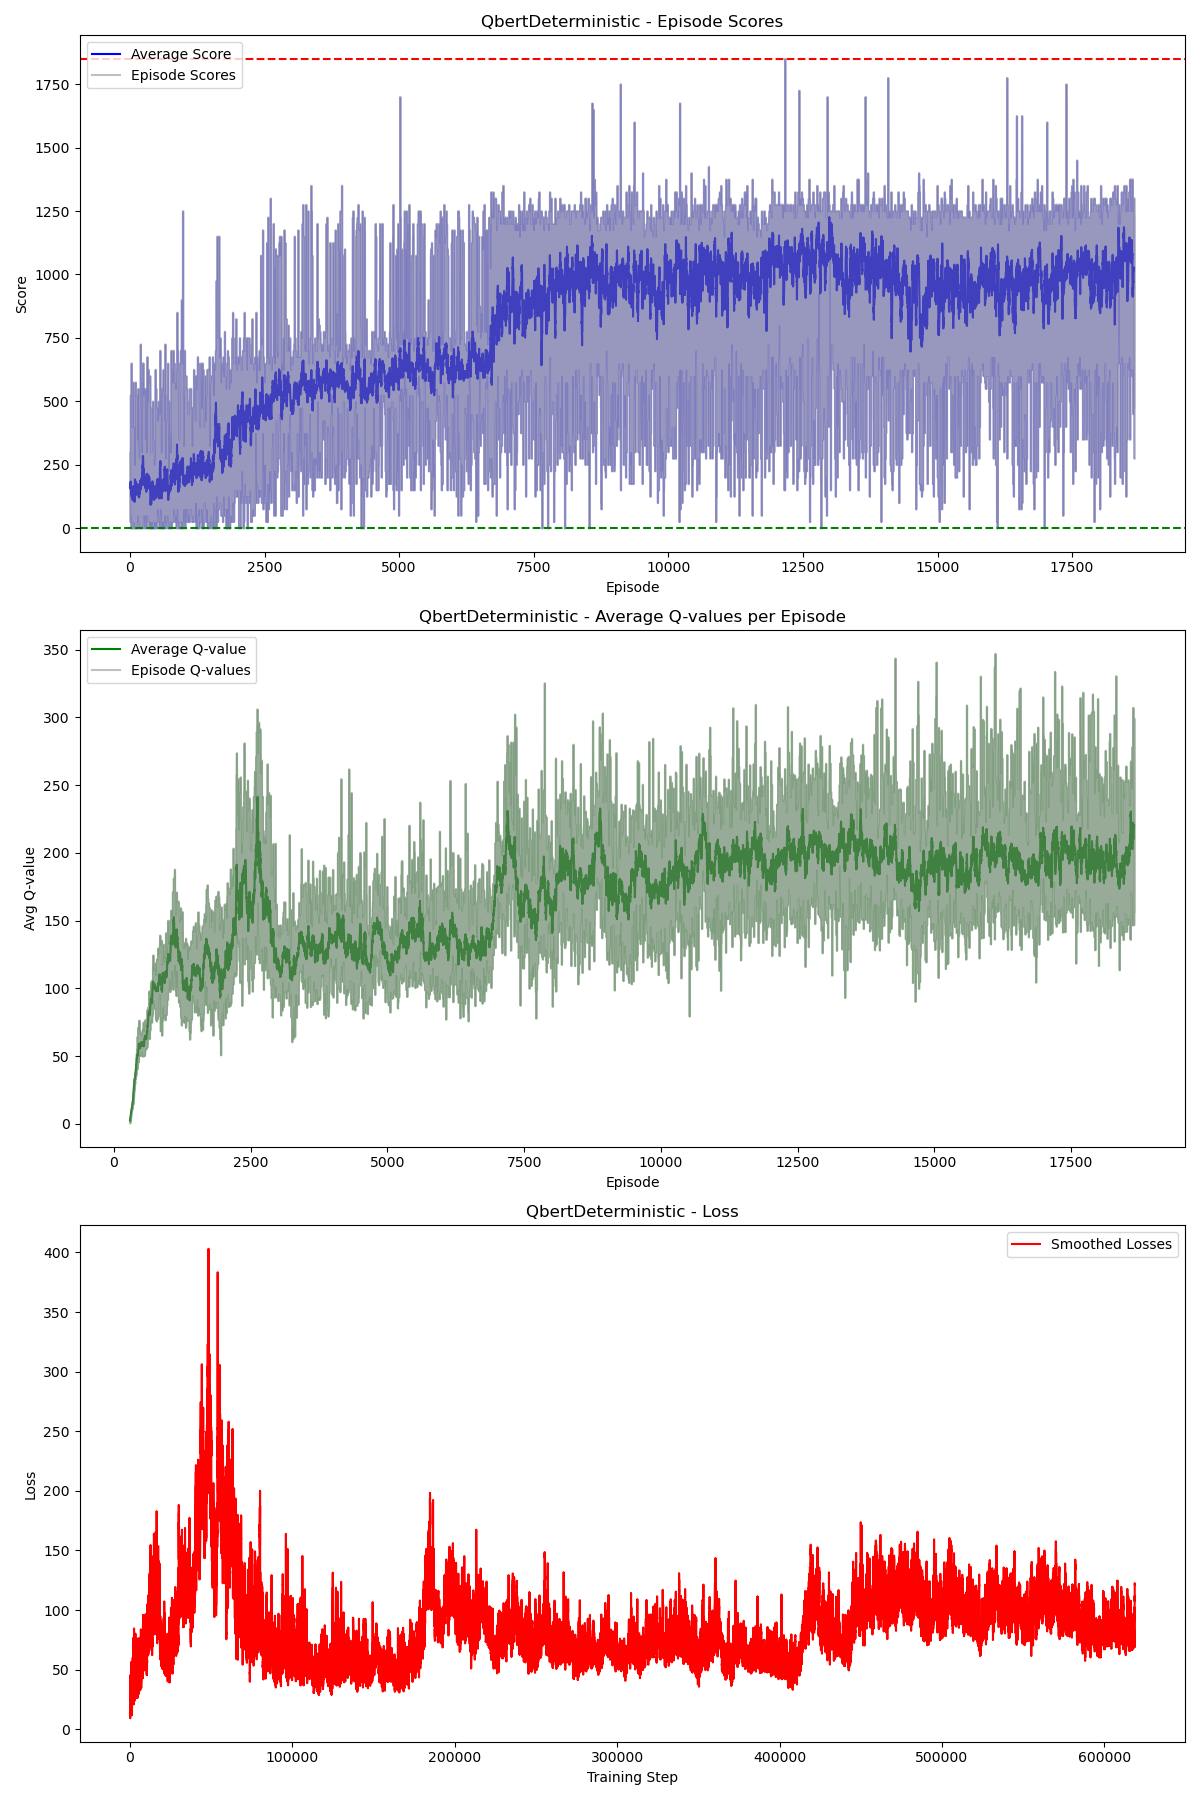 QbertDeterministic - Episode Scores
Average Score
Episode Scores
Score
1750
1500
1250
1000
750
500
250
0
0 2500 5000 7500 10000 12500 15000 17500
Episode
QbertDeterministic - Average Q-values per Episode
Average Q-value
Episode Q-values
Avg Q-value
350
300
250
200
150
100
50
0
0 2500 5000 7500 10000 12500 15000 17500
Episode
QbertDeterministic - Loss
Smoothed Losses
Loss
400
350
300
250
200
150
100
50
0
0 100000 200000 300000 400000 500000 600000
Training Step